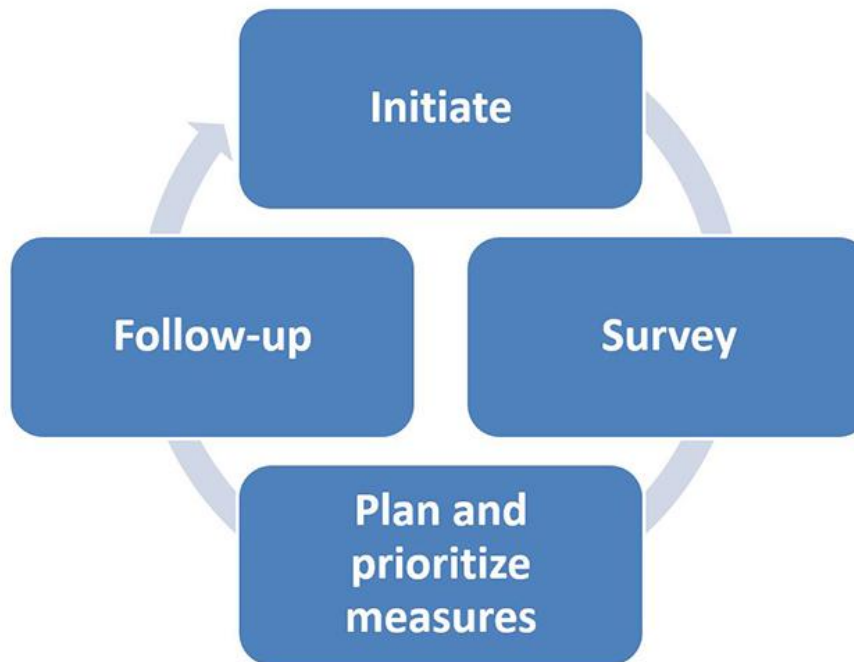 Initiate
Survey
Plan and
prioritize
measures
Follow-up